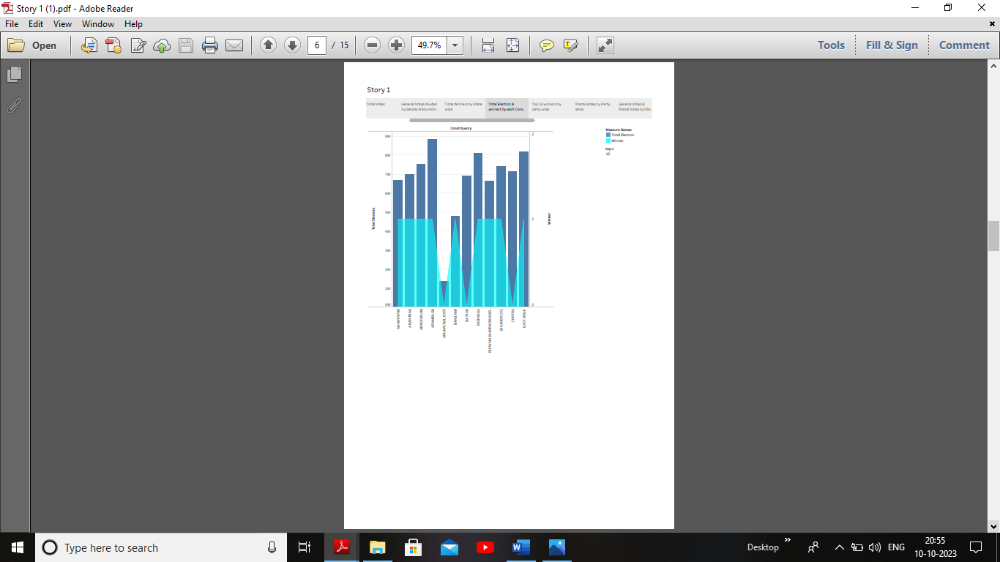 Story 1 (1).pdf - Adobe Reader
File Edit View Window Help
Open 6 / 15 49.7% Tools Fill & Sign Comment
Story 1
Total Votes
General Votes divided
by Gender & Educatio..
Total Winners by State
wise
Total Electors &
winners by each Cons..
Top 12 winners by
party wise
Postal Votes by Party
Wise
General Votes &
Postal Votes by Sta..
Constituency
Measure Names
Total Electors
Winner
top n
12
9M
8M
7M
6M
5M
4M
3M
2M
1M
0M
Total Electors
2
1
0
Winner
ANANTAPUR
ANANTNAG
ARAKKONAM
ARAMBAGH
ARUNACHAL EAST
BARGARH
BASTAR
BATHINDA
BHIWANI-MAHENDRAGAR..
BIKANER (SC)
CHATRA
EAST DELHI
Type here to search
Desktop
ENG
20:55
10-10-2023